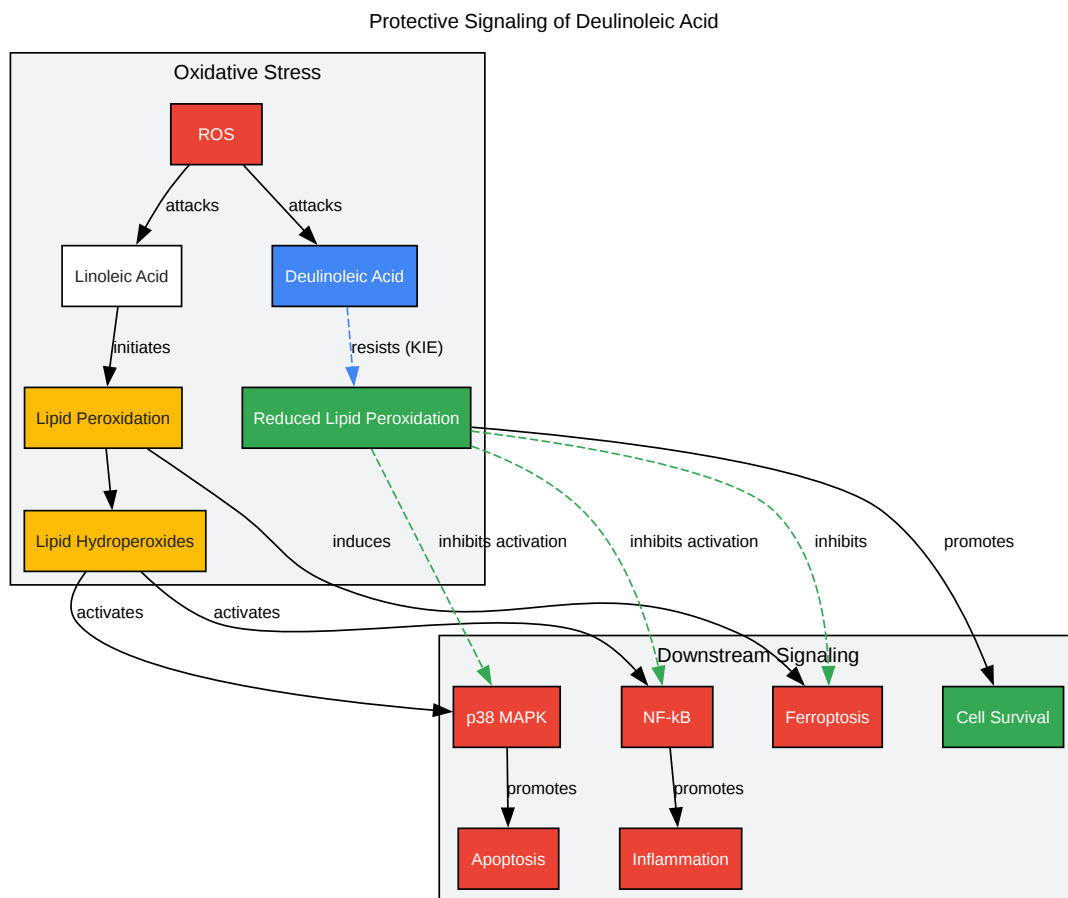 Protective Signaling of Deulinoleic Acid
Oxidative Stress
ROS
attacks
attacks
Linoleic Acid
Deulinoleic Acid
initiates
resists (KIE)
Lipid Peroxidation
Reduced Lipid Peroxidation
Lipid Hydroperoxides
induces
inhibits activation
inhibits activation
inhibits
promotes
activates
activates
Downstream Signaling
p38 MAPK
NF-kB
Ferroptosis
Cell Survival
promotes
promotes
Apoptosis
Inflammation